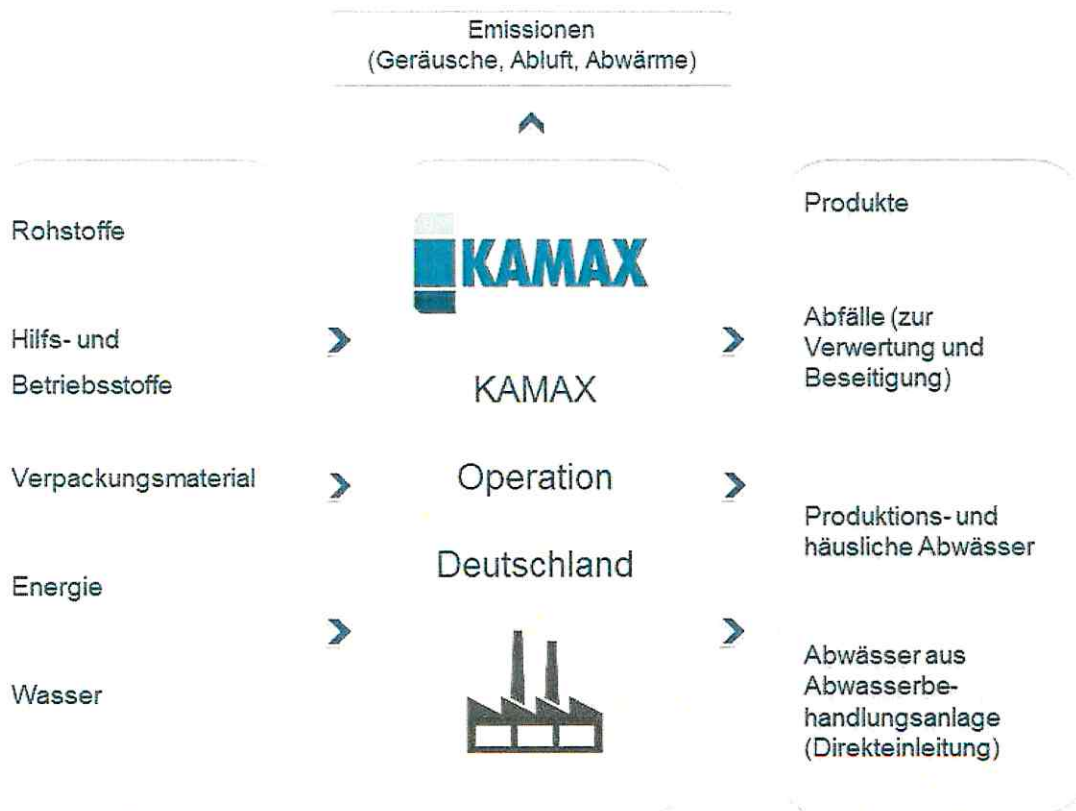 Emissionen
(Geräusche, Abluft, Abwärme)
Rohstoffe
Hilfs- und
Betriebsstoffe
Verpackungsmaterial
Energie
Wasser
KAMAX
KAMAX
Operation
Deutschland
Produkte
Abfälle (zur
Verwertung und
Beseitigung)
Produktions- und
häusliche Abwässer
Abwässer aus
Abwasserbe-
handlungsanlage
(Direkteinleitung)